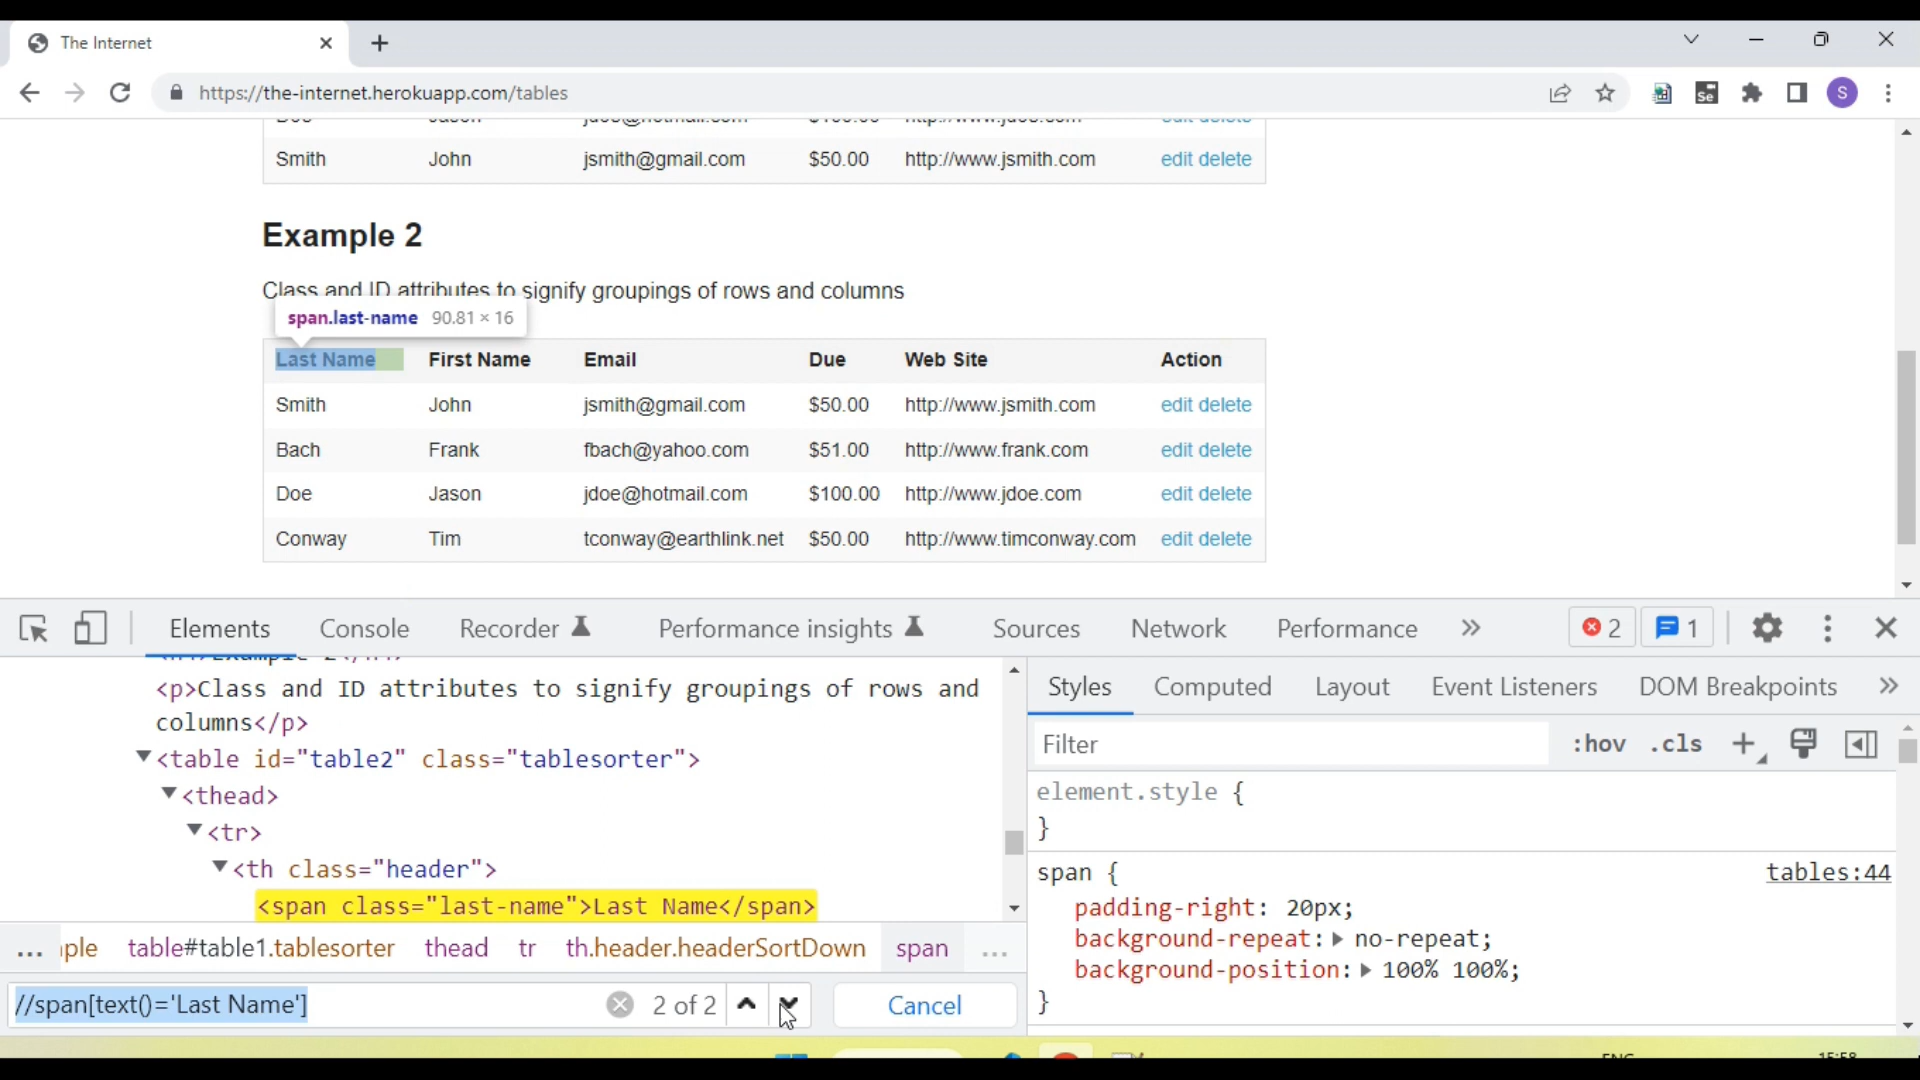 The Internet
https://the-internet.herokuapp.com/tables
Se
S
Smith John jsmith@gmail.com $50.00 http://www.jsmith.com edit delete
Example 2
Class and ID attributes to signify groupings of rows and columns
span.last-name 90.81 × 16
Last Name First Name Email Due Web Site Action
Smith John jsmith@gmail.com $50.00 http://www.jsmith.com edit delete
Bach Frank fbach@yahoo.com $51.00 http://www.frank.com edit delete
Doe Jason jdoe@hotmail.com $100.00 http://www.jdoe.com edit delete
Conway Tim tconway@earthlink.net $50.00 http://www.timconway.com edit delete
Elements Console Recorder Performance insights Sources Network Performance » 2 1
<p>Class and ID attributes to signify groupings of rows and
columns</p>
<table id="table2" class="tablesorter">
<thead>
<tr>
<th class="header">
<span class="last-name">Last Name</span>
... ple table#table1.tablesorter thead tr th.header.headerSortDown span ...
//span[text()='Last Name'] 2 of 2 Cancel
Styles Computed Layout Event Listeners DOM Breakpoints »
Filter :hov .cls
element.style {
}
span { tables:44
padding-right: 20px;
background-repeat: no-repeat;
background-position: 100% 100%;
}